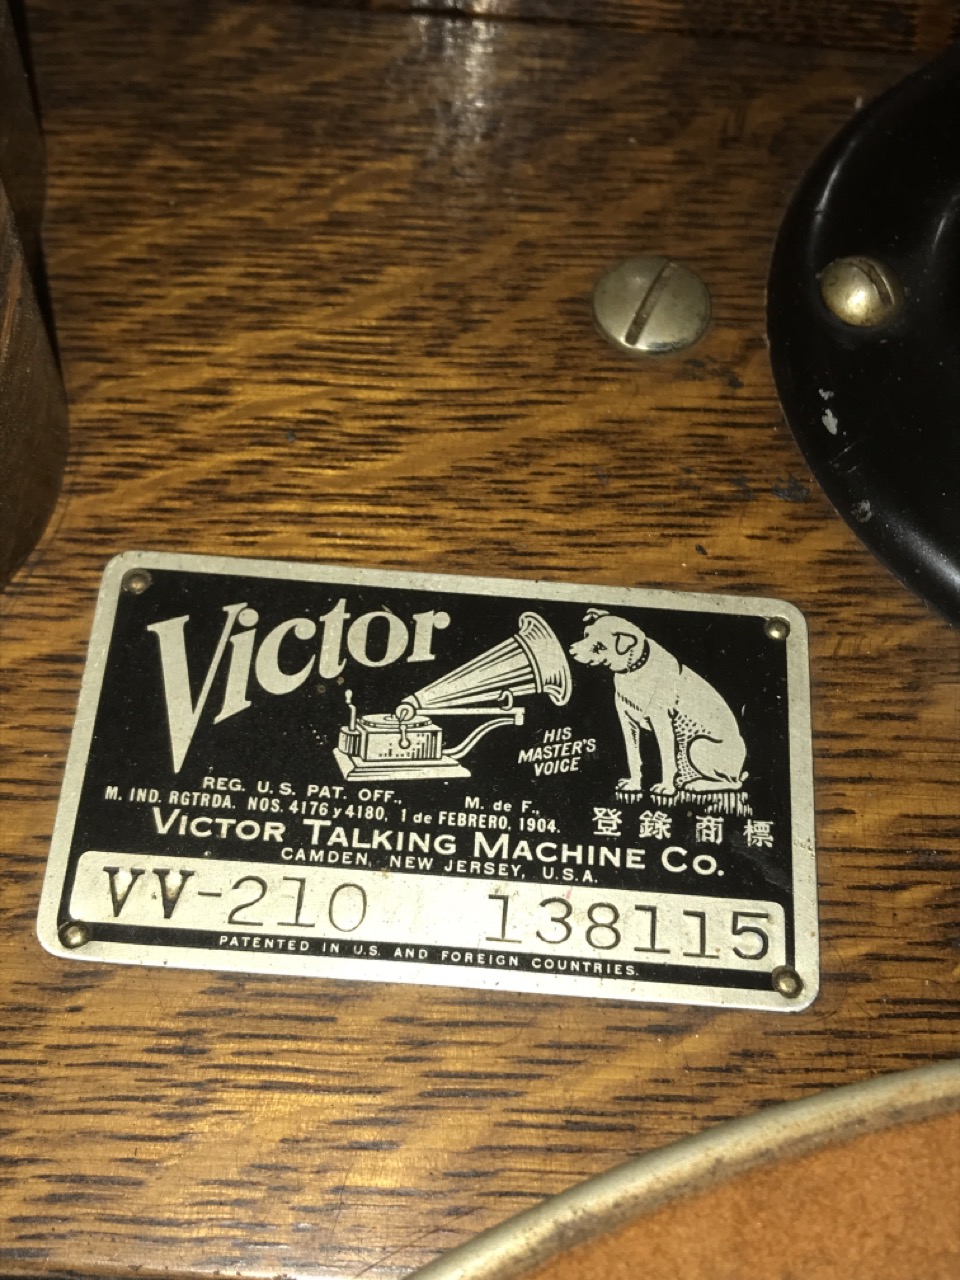 Victor
HIS
MASTER'S
VOICE
REG. U.S. PAT. OFF.,
M. IND. RGTRDA. NOS. 4176 y 4180,
M. de F.,
1 de FEBRERO, 1904.
登錄商標
VICTOR TALKING MACHINE CO.
CAMDEN, NEW JERSEY, U.S.A.
VV-210 138115
PATENTED IN U.S. AND FOREIGN COUNTRIES.